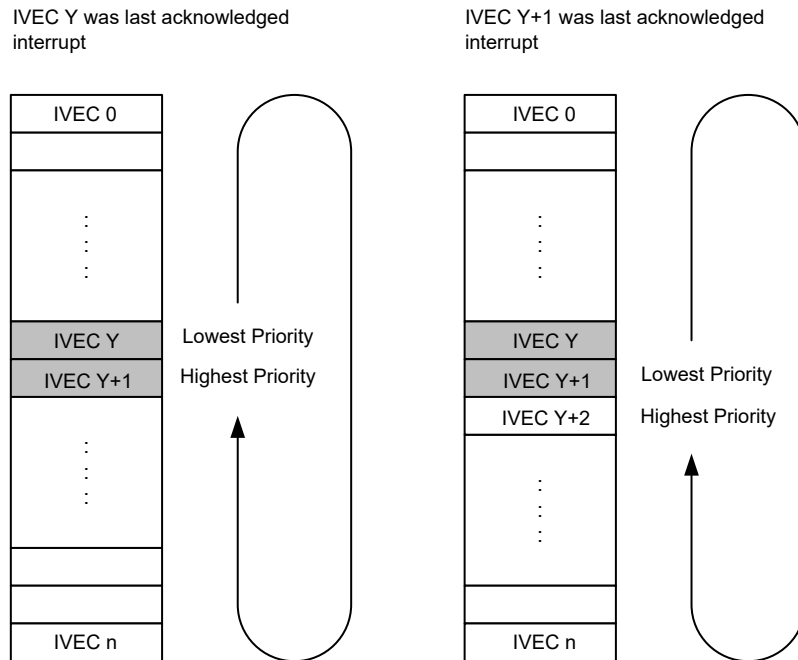 IVEC Y was last acknowledged
interrupt
IVEC 0
:
:
:
IVEC Y
Lowest Priority
IVEC Y+1
Highest Priority
:
:
:
IVEC n
IVEC Y+1 was last acknowledged
interrupt
IVEC 0
:
:
:
IVEC Y
IVEC Y+1
Lowest Priority
IVEC Y+2
Highest Priority
:
:
:
IVEC n